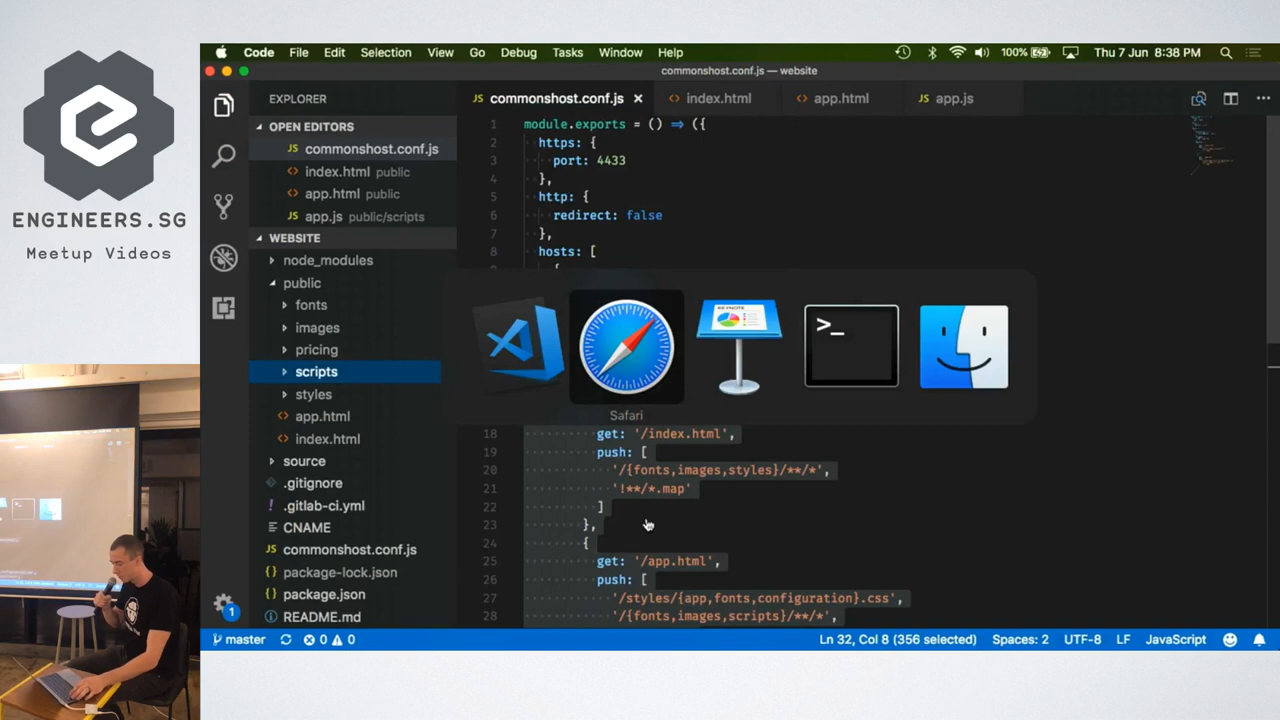 ENGINEERS.SG
Meetup Videos
Code File Edit Selection View Go Debug Tasks Window Help
100% Thu 7 Jun 8:38 PM
commonshost.conf.js — website
EXPLORER
OPEN EDITORS
JS commonshost.conf.js
index.html public
app.html public
JS app.js public/scripts
WEBSITE
node_modules
public
fonts
images
pricing
scripts
styles
app.html
index.html
source
.gitignore
.gitlab-ci.yml
CNAME
JS commonshost.conf.js
package-lock.json
package.json
README.md
1
JS commonshost.conf.js
index.html
app.html
JS app.js
1 module.exports = () => ({
2 https: {
3 port: 4433
4 },
5 http: {
6 redirect: false
7 },
8 hosts: [
KEYNOTE
Safari
18 get: '/index.html',
19 push: [
20 '/{fonts,images,styles}/**/*',
21 '!**/*.map'
22 ]
23 },
24 {
25 get: '/app.html',
26 push: [
27 '/styles/{app,fonts,configuration}.css',
28 '/{fonts,images,scripts}/**/*',
master 0 0
Ln 32, Col 8 (356 selected) Spaces: 2 UTF-8 LF JavaScript